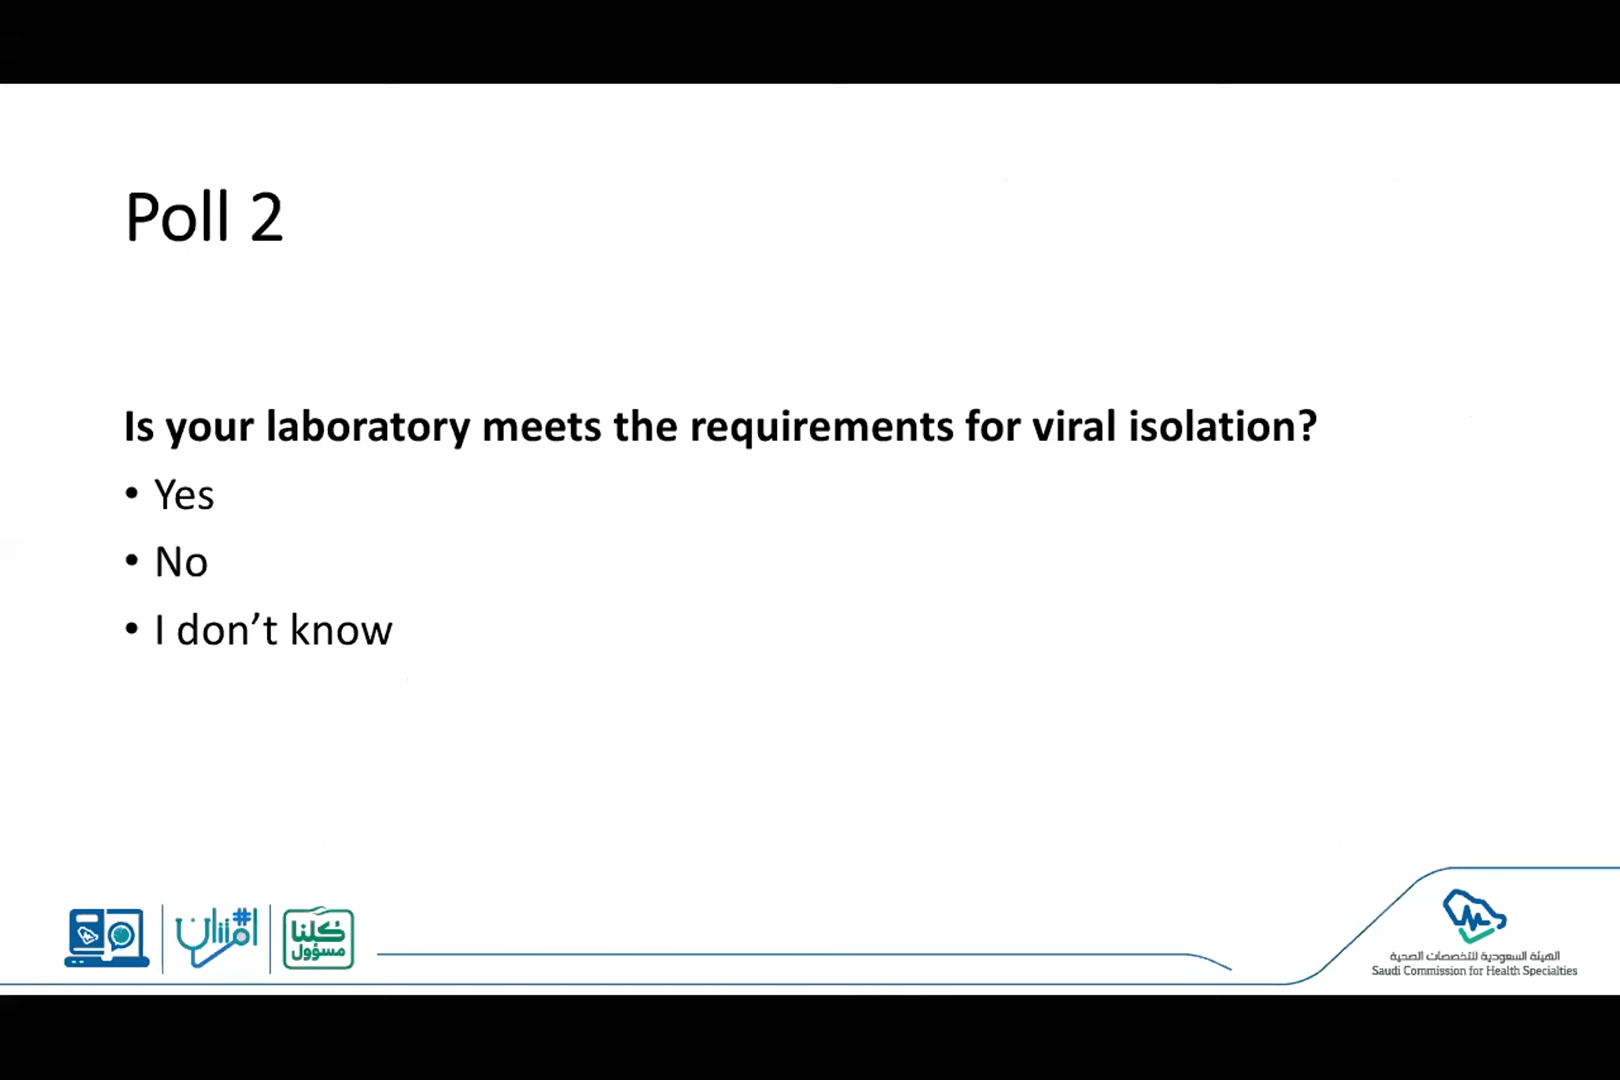 Poll 2
Is your laboratory meets the requirements for viral isolation?
• Yes
• No
• I don’t know
#امتنان
كلنا
مسؤول
الهيئة السعودية للتخصصات الصحية
Saudi Commission for Health Specialties